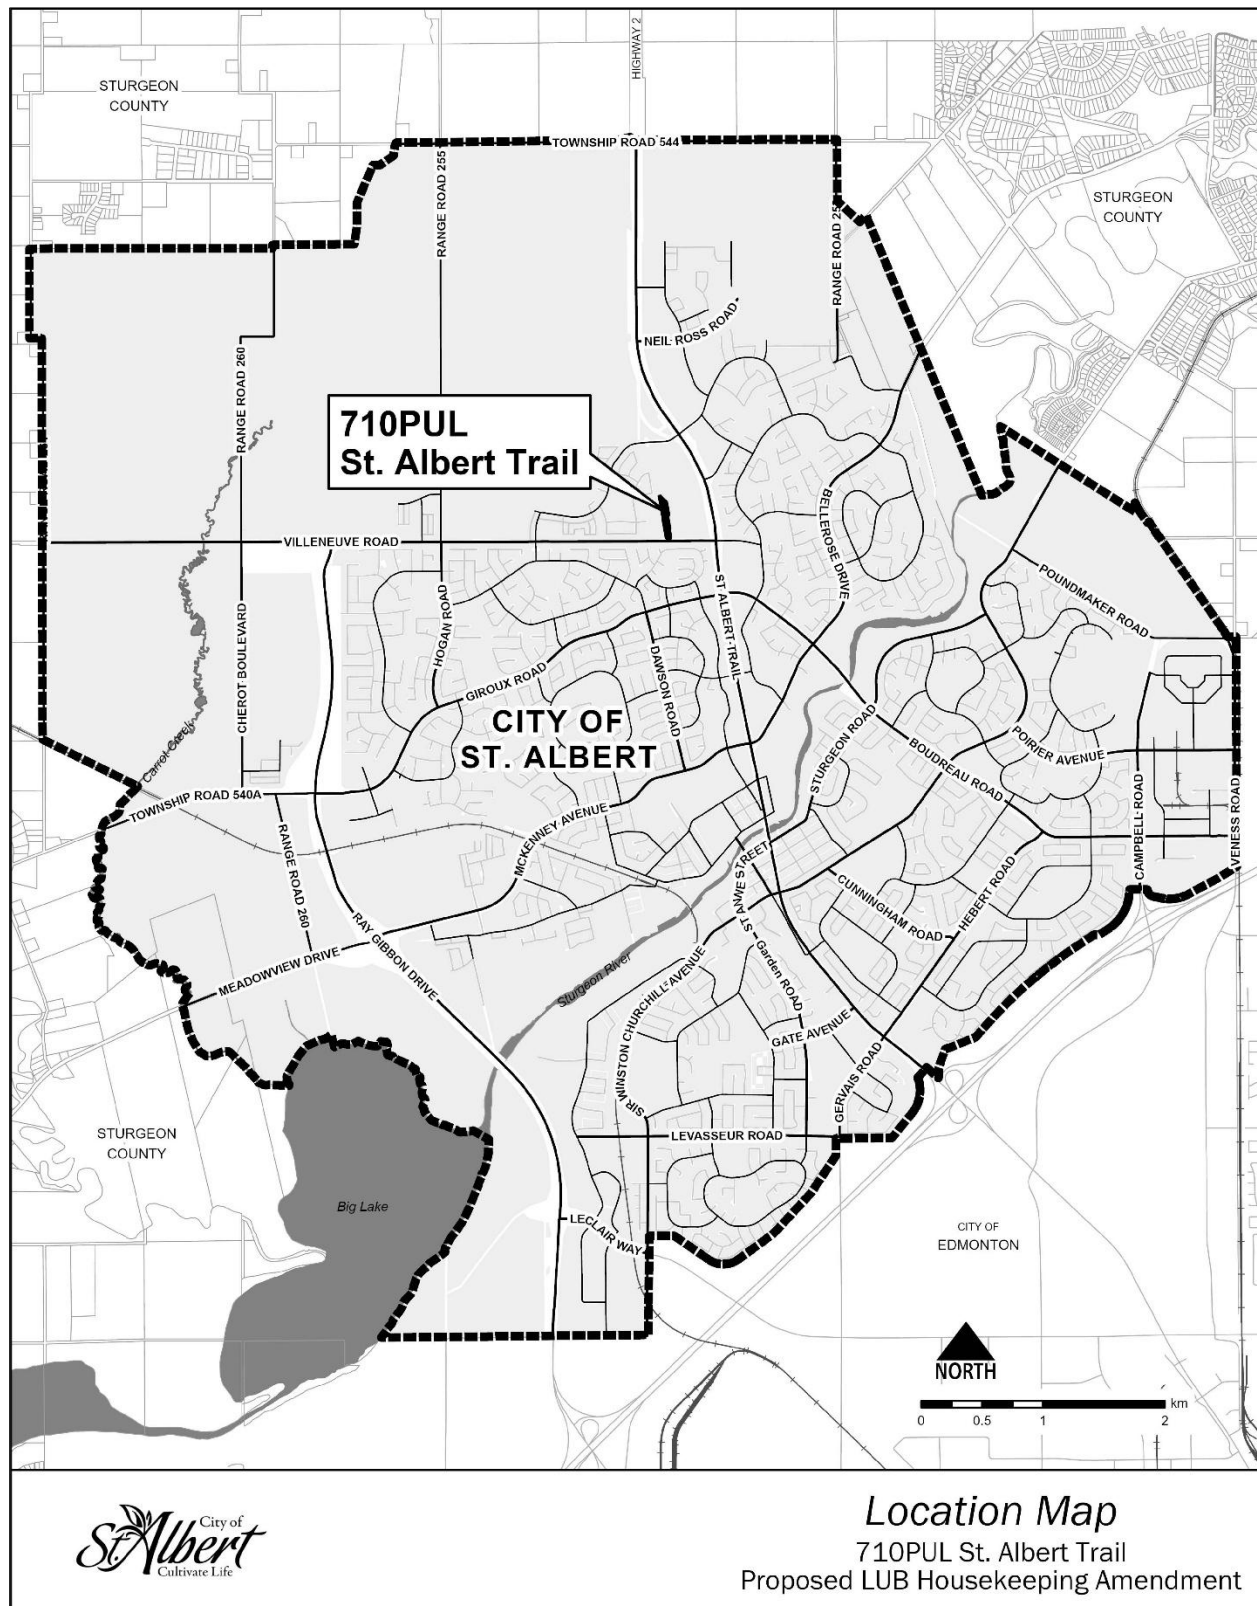 HIGHWAY 2
STURGEON
COUNTY
TOWNSHIP ROAD 544
RANGE ROAD 255
STURGEON
COUNTY
RANGE ROAD 25
NEIL ROSS ROAD
RANGE ROAD 260
710PUL
St. Albert Trail
BELLEROSE DRIVE
VILLENEUVE ROAD
POUNDMAKER ROAD
ST. ALBERT TRAIL
HOGAN ROAD
CHEROT BOULEVARD
DAWSON ROAD
GIROUX ROAD
CITY OF
ST. ALBERT
STURGEON ROAD
BOUDREAU ROAD
POIRIER AVENUE
Carrot Creek
TOWNSHIP ROAD 540A
MCKENNEY AVENUE
CAMPBELL ROAD
VENESS ROAD
RANGE ROAD 260
ST. ANNE STREET
CUNNINGHAM ROAD
HEBERT ROAD
RAY GIBBON DRIVE
MEADOWVIEW DRIVE
Sturgeon River
SIR WINSTON CHURCHILL AVENUE
ST
Garden ROAD
GATE AVENUE
GERVAIS ROAD
LEVASSEUR ROAD
STURGEON
COUNTY
Big Lake
LECLAIR WAY
CITY OF
EDMONTON
NORTH
km
0 0.5 1 2
City of
St. Albert
Cultivate Life
Location Map
710PUL St. Albert Trail
Proposed LUB Housekeeping Amendment